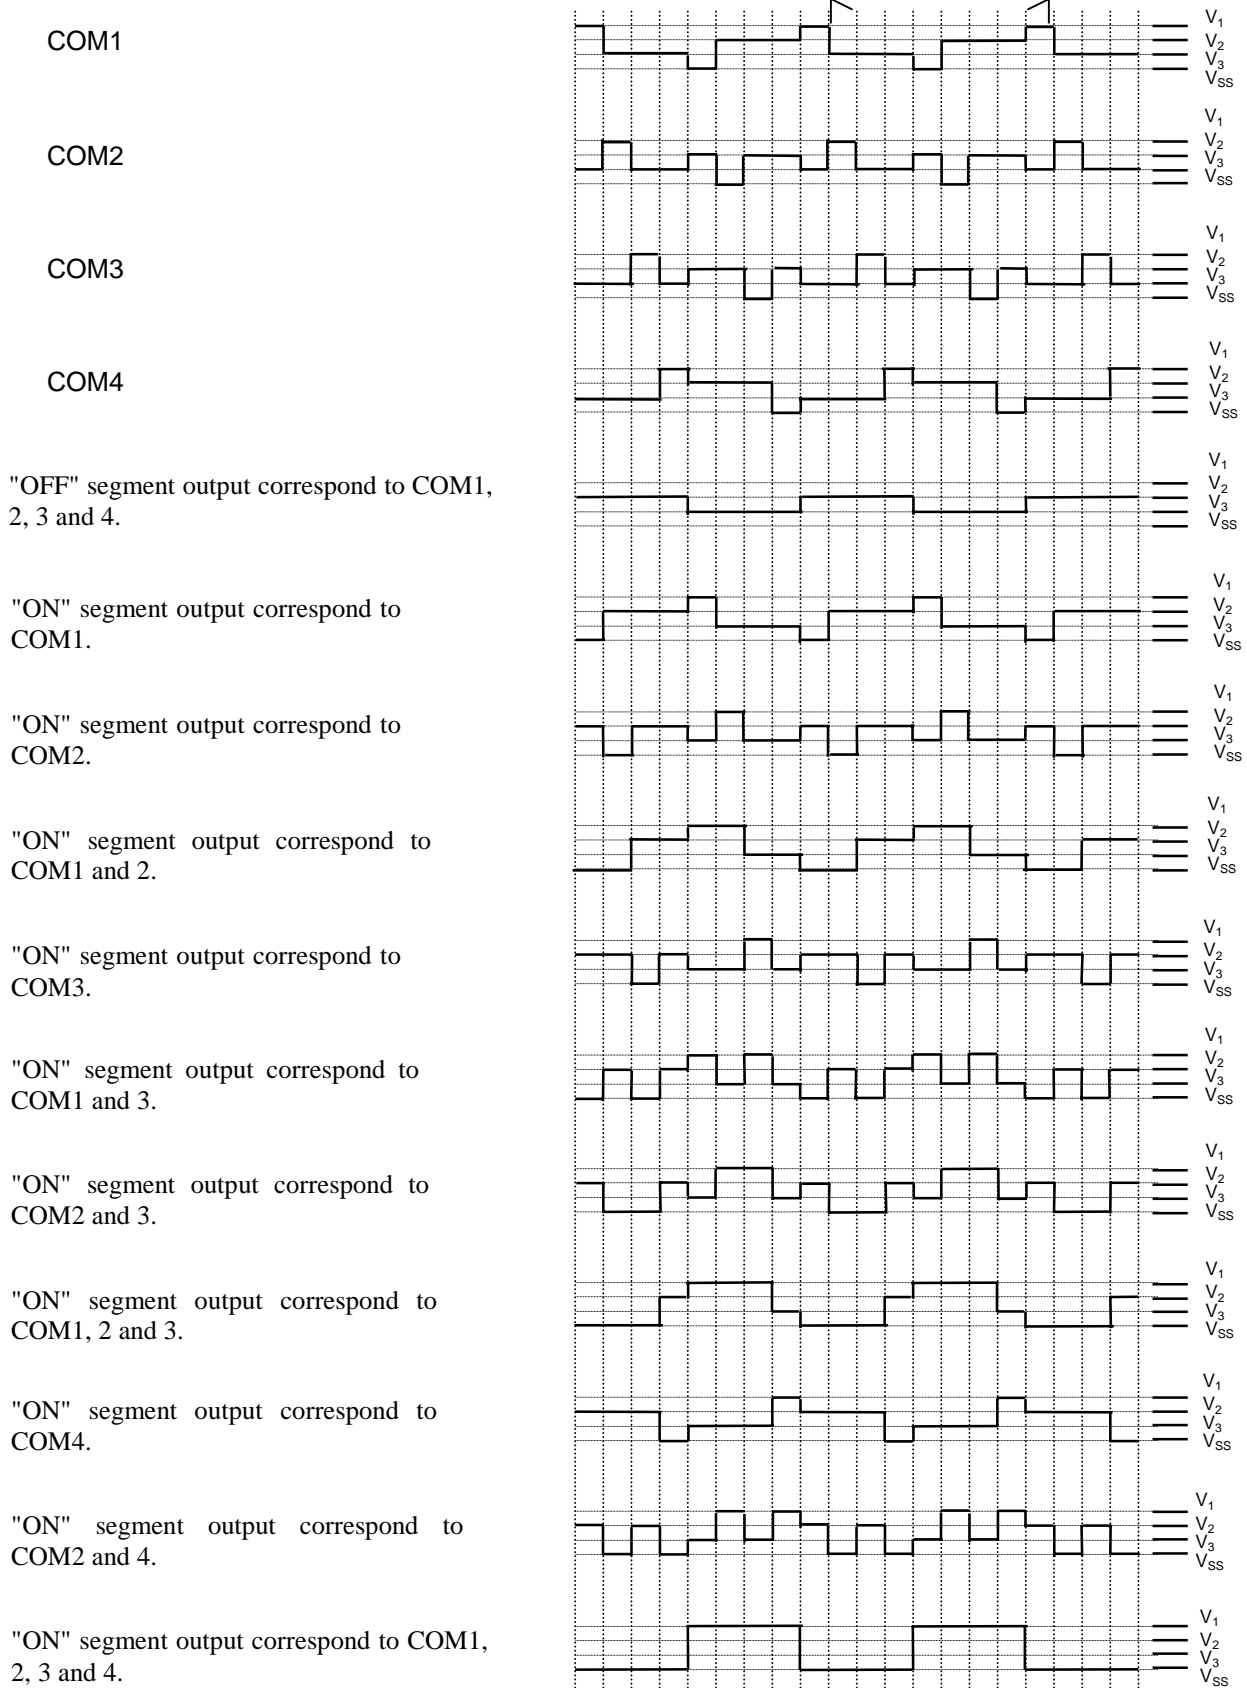 COM1
V1
V2
V3
VSS
COM2
V1
V2
V3
VSS
COM3
V1
V2
V3
VSS
COM4
V1
V2
V3
VSS
"OFF" segment output correspond to COM1,
2, 3 and 4.
V1
V2
V3
VSS
"ON" segment output correspond to
COM1.
V1
V2
V3
VSS
"ON" segment output correspond to
COM2.
V1
V2
V3
VSS
"ON" segment output correspond to
COM1 and 2.
V1
V2
V3
VSS
"ON" segment output correspond to
COM3.
V1
V2
V3
VSS
"ON" segment output correspond to
COM1 and 3.
V1
V2
V3
VSS
"ON" segment output correspond to
COM2 and 3.
V1
V2
V3
VSS
"ON" segment output correspond to
COM1, 2 and 3.
V1
V2
V3
VSS
"ON" segment output correspond to
COM4.
V1
V2
V3
VSS
"ON" segment output correspond to
COM2 and 4.
V1
V2
V3
VSS
"ON" segment output correspond to COM1,
2, 3 and 4.
V1
V2
V3
VSS